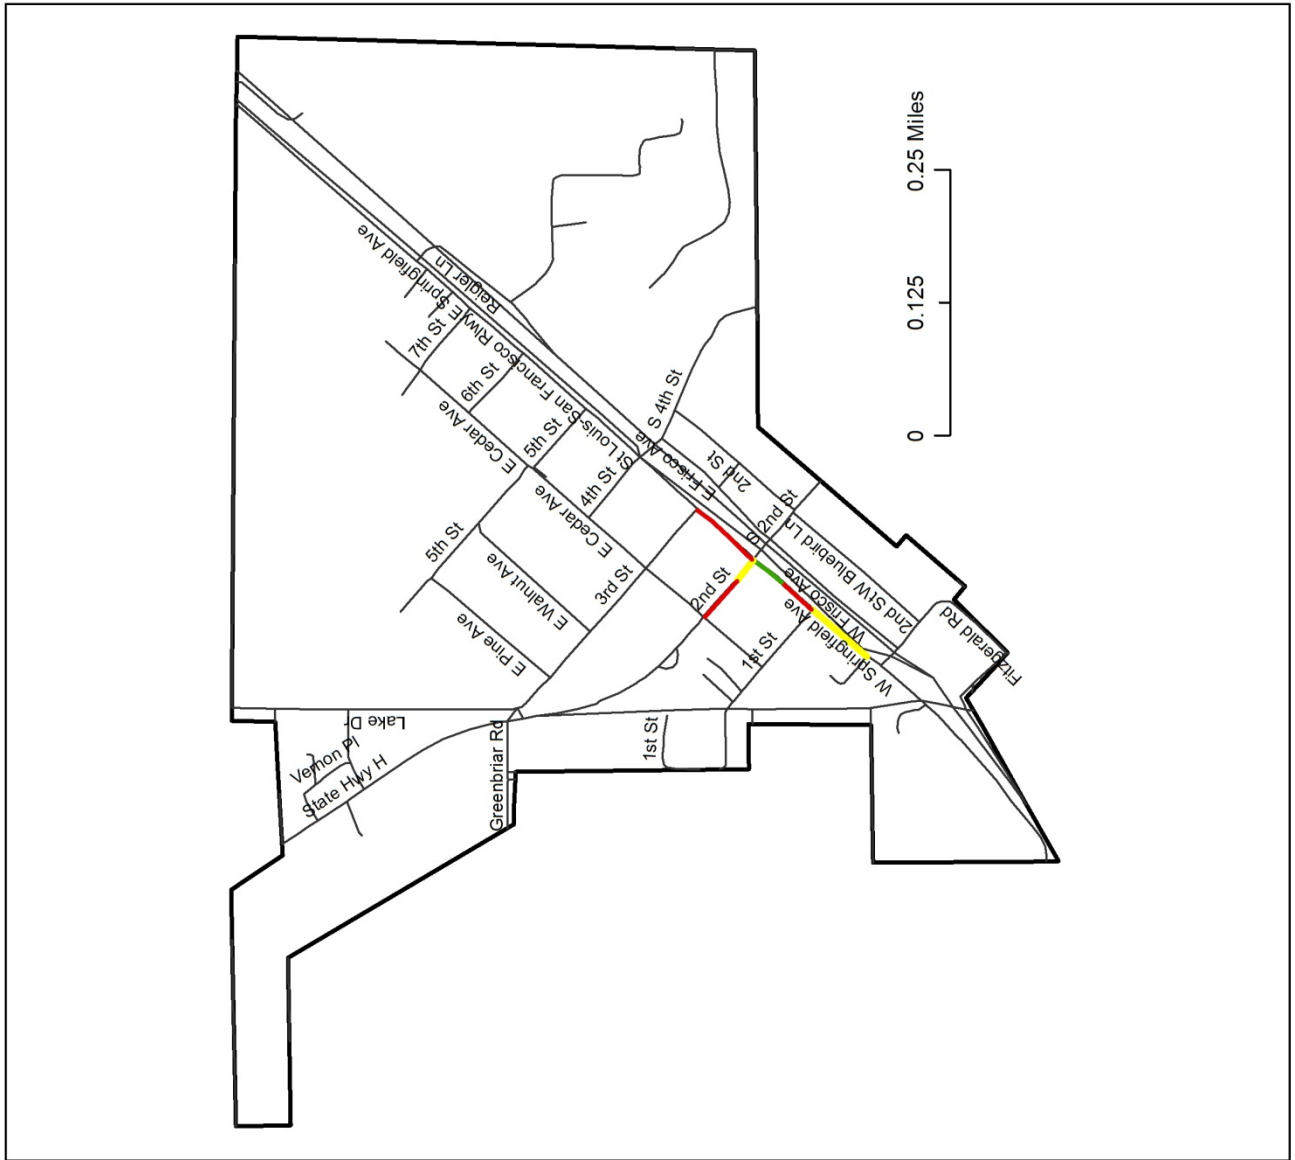 E Springfield Ave
Reigler Ln
St Louis-San Francisco Rlwy
7th St
6th St
E Cedar Ave
5th St
S 4th St
4th St
E Frisco Ave
2nd St
E Cedar Ave
5th St
E Walnut Ave
3rd St
E Pine Ave
2nd St
S 2nd St
W Bluebird Ln
2nd St
W Frisco Ave
W Springfield Ave
1st St
Fitzgerald Rd
Lake Dr
Vernon Pl
State Hwy H
Greenbriar Rd
1st St
0
0.125
0.25 Miles